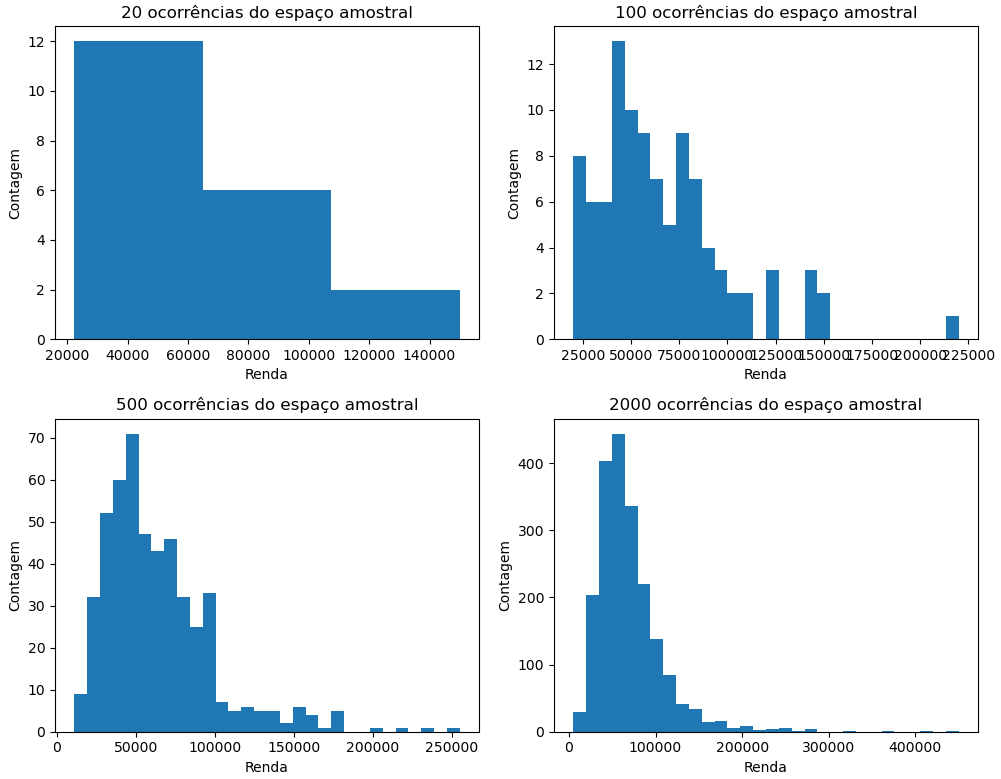 20 ocorrências do espaço amostral
12
10
8
6
4
2
0
Contagem
20000 40000 60000 80000 100000 120000 140000
Renda
100 ocorrências do espaço amostral
12
10
8
6
4
2
0
Contagem
25000 50000 75000 100000 125000 150000 175000 200000 225000
Renda
500 ocorrências do espaço amostral
70
60
50
40
30
20
10
0
Contagem
0 50000 100000 150000 200000 250000
Renda
2000 ocorrências do espaço amostral
400
300
200
100
0
Contagem
0 100000 200000 300000 400000
Renda